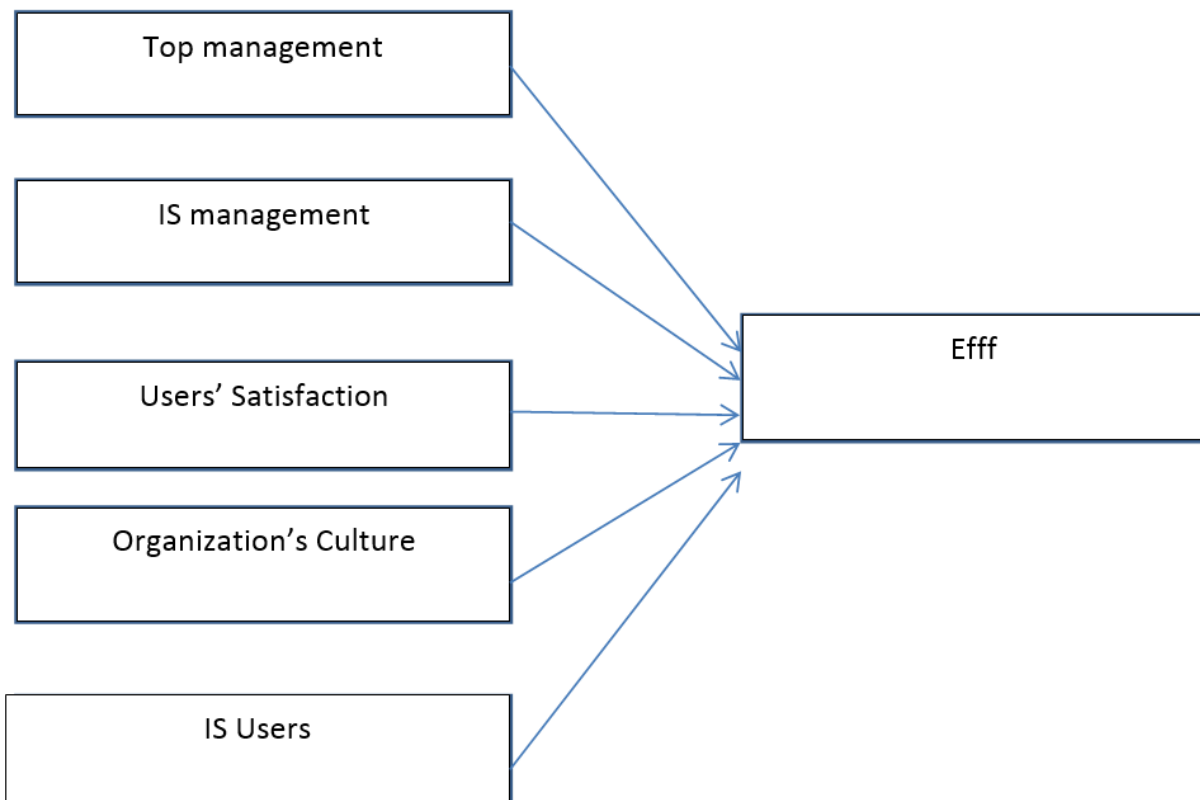 Top management
IS management
Users’ Satisfaction
Organization’s Culture
IS Users
Efff